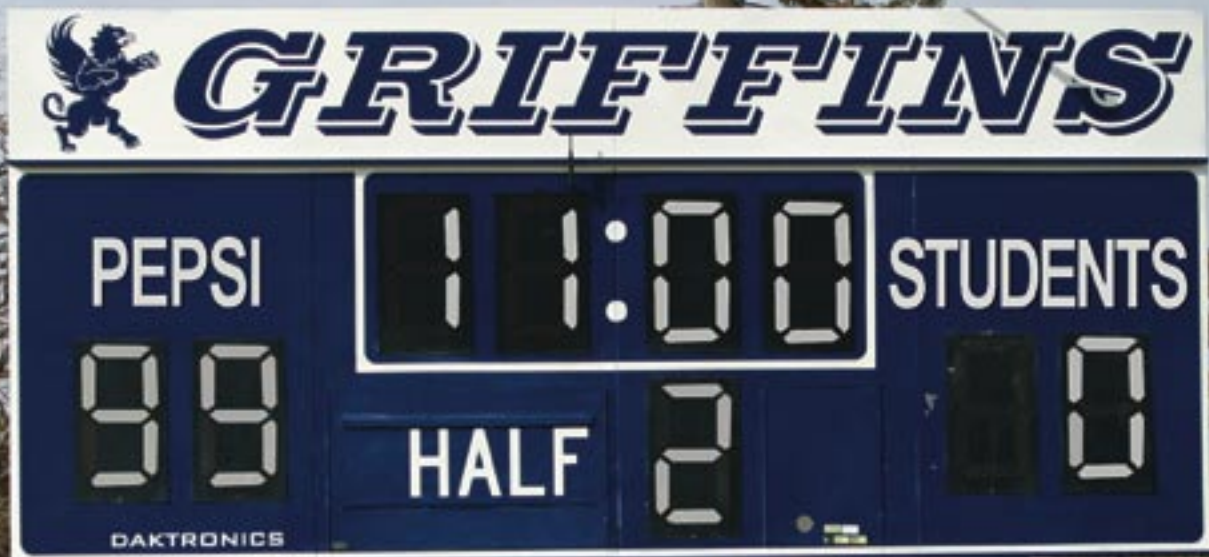 GRIFFINS
11:00
PEPSI STUDENTS
99 0
HALF 2
DAKTRONICS